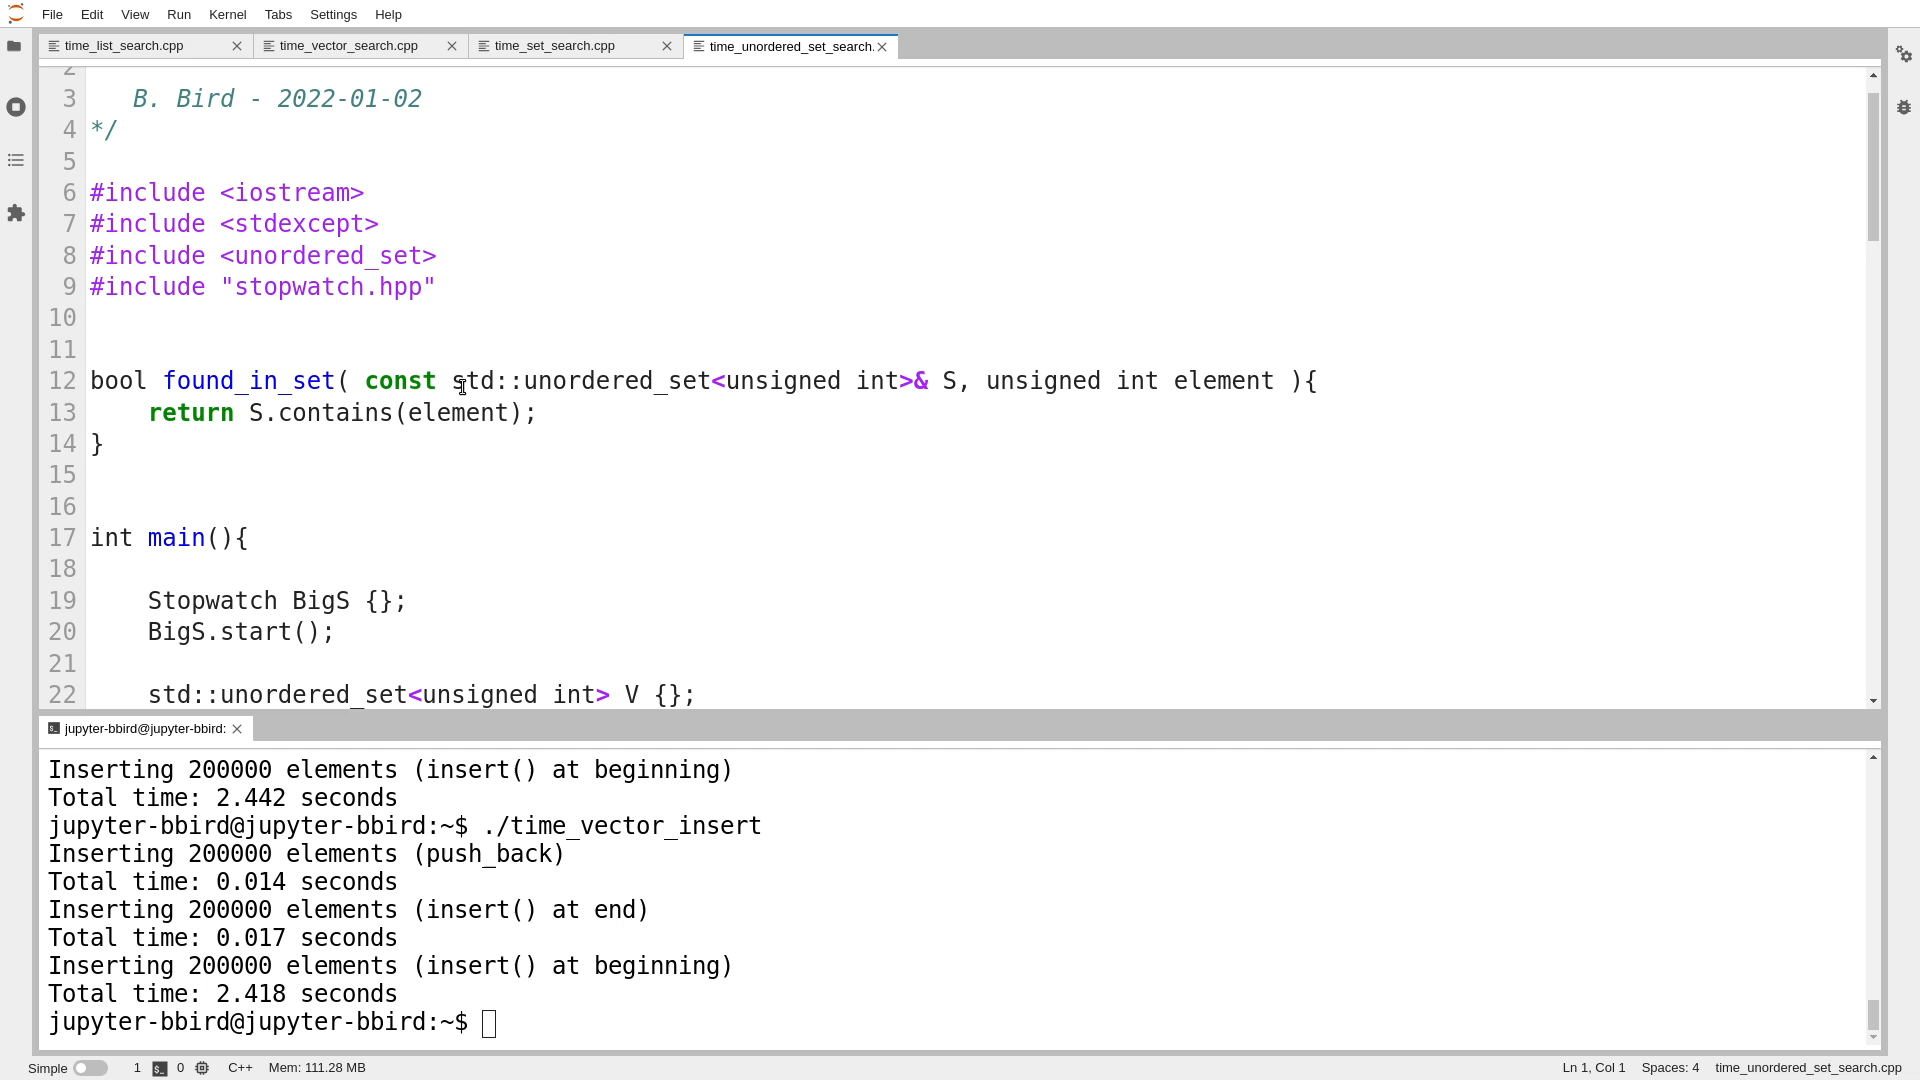 File Edit View Run Kernel Tabs Settings Help
time_list_search.cpp time_vector_search.cpp time_set_search.cpp time_unordered_set_search.
2
3 B. Bird - 2022-01-02
4 */
5
6 #include <iostream>
7 #include <stdexcept>
8 #include <unordered_set>
9 #include "stopwatch.hpp"
10
11
12 bool found_in_set( const std::unordered_set<unsigned int>& S, unsigned int element ){
13 return S.contains(element);
14 }
15
16
17 int main(){
18
19 Stopwatch BigS {};
20 BigS.start();
21
22 std::unordered_set<unsigned int> V {};
jupyter-bbird@jupyter-bbird:
Inserting 200000 elements (insert() at beginning)
Total time: 2.442 seconds
jupyter-bbird@jupyter-bbird:~$ ./time_vector_insert
Inserting 200000 elements (push_back)
Total time: 0.014 seconds
Inserting 200000 elements (insert() at end)
Total time: 0.017 seconds
Inserting 200000 elements (insert() at beginning)
Total time: 2.418 seconds
jupyter-bbird@jupyter-bbird:~$
Simple 1 0 C++ Mem: 111.28 MB Ln 1, Col 1 Spaces: 4 time_unordered_set_search.cpp